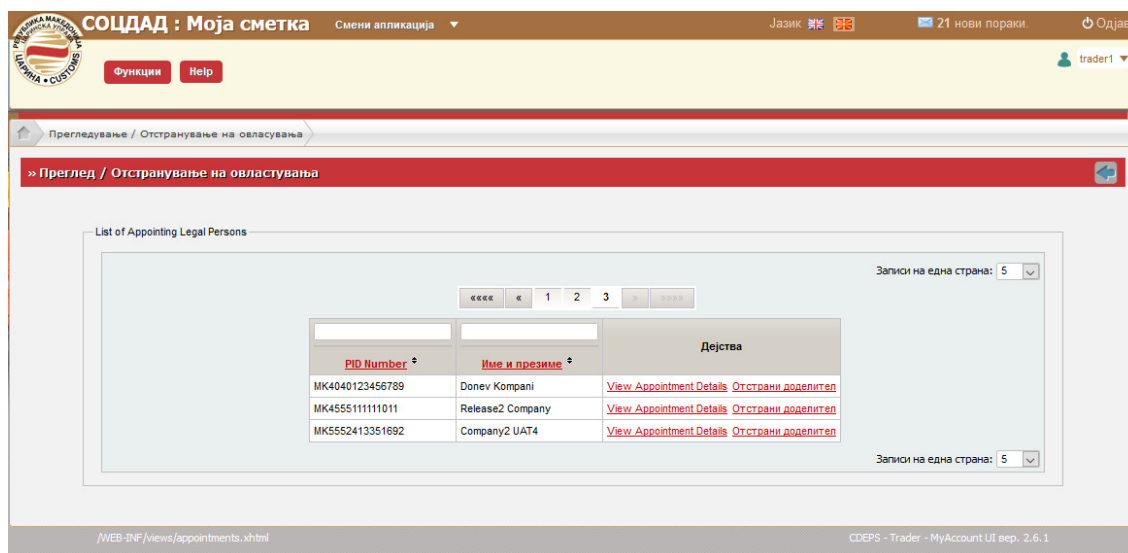 СОЦДАД : Моја сметка Смени апликација Јазик 21 нови пораки. Одјав
ЦАРИНА • CUSTOMS
Функции Help trader1
Прегледување / Отстранување на овласувања
» Преглед / Отстранување на овластувања
List of Appointing Legal Persons
Записи на една страна: 5
«««« « 1 2 3 » »»»»
PID Number Име и презиме Дејства
MK4040123456789 Donev Kompani View Appointment Details Отстрани доделител
MK4555111111011 Release2 Company View Appointment Details Отстрани доделител
MK5552413351692 Company2 UAT4 View Appointment Details Отстрани доделител
Записи на една страна: 5
/WEB-INF/views/appointments.xhtml CDEPS - Trader - MyAccount UI вер. 2.6.1